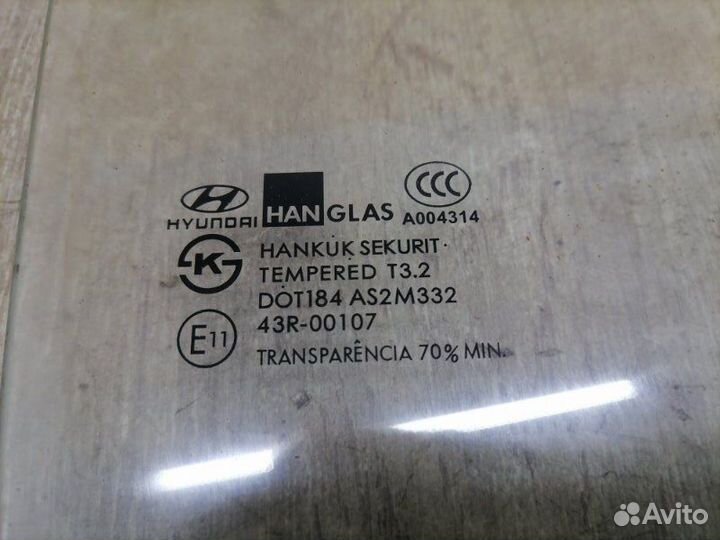 CCC
HYUNDAI HANGLAS A004314
K HANKUK SEKURIT
TEMPERED T3.2
DOT184 AS2M332
43R-00107
E11
TRANSPARÊNCIA 70% MIN.
Avito